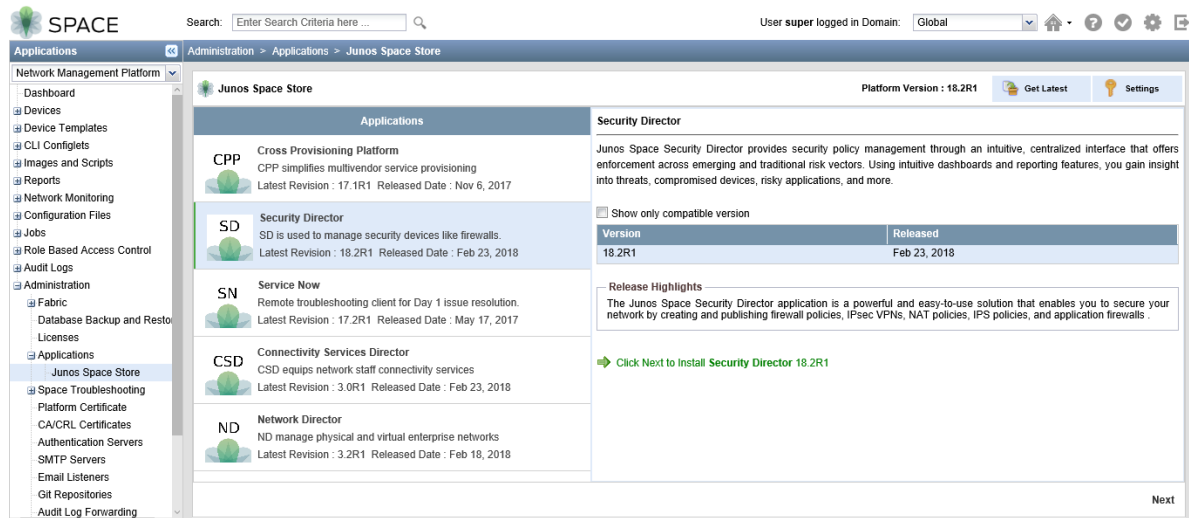 SPACE
Search: Enter Search Criteria here ...
User super logged in Domain: Global
Applications
Administration > Applications > Junos Space Store
Network Management Platform
Dashboard
Devices
Device Templates
CLI Configlets
Images and Scripts
Reports
Network Monitoring
Configuration Files
Jobs
Role Based Access Control
Audit Logs
Administration
Fabric
Database Backup and Resto
Licenses
Applications
Junos Space Store
Space Troubleshooting
Platform Certificate
CA/CRL Certificates
Authentication Servers
SMTP Servers
Email Listeners
Git Repositories
Audit Log Forwarding
Junos Space Store
Platform Version : 18.2R1
Get Latest
Settings
Applications
CPP
Cross Provisioning Platform
CPP simplifies multivendor service provisioning
Latest Revision : 17.1R1 Released Date : Nov 6, 2017
SD
Security Director
SD is used to manage security devices like firewalls.
Latest Revision : 18.2R1 Released Date : Feb 23, 2018
SN
Service Now
Remote troubleshooting client for Day 1 issue resolution.
Latest Revision : 17.2R1 Released Date : May 17, 2017
CSD
Connectivity Services Director
CSD equips network staff connectivity services
Latest Revision : 3.0R1 Released Date : Feb 23, 2018
ND
Network Director
ND manage physical and virtual enterprise networks
Latest Revision : 3.2R1 Released Date : Feb 18, 2018
Security Director
Junos Space Security Director provides security policy management through an intuitive, centralized interface that offers
enforcement across emerging and traditional risk vectors. Using intuitive dashboards and reporting features, you gain insight
into threats, compromised devices, risky applications, and more.
Show only compatible version
Version Released
18.2R1 Feb 23, 2018
Release Highlights
The Junos Space Security Director application is a powerful and easy-to-use solution that enables you to secure your
network by creating and publishing firewall policies, IPsec VPNs, NAT policies, IPS policies, and application firewalls .
Click Next to Install Security Director 18.2R1
Next